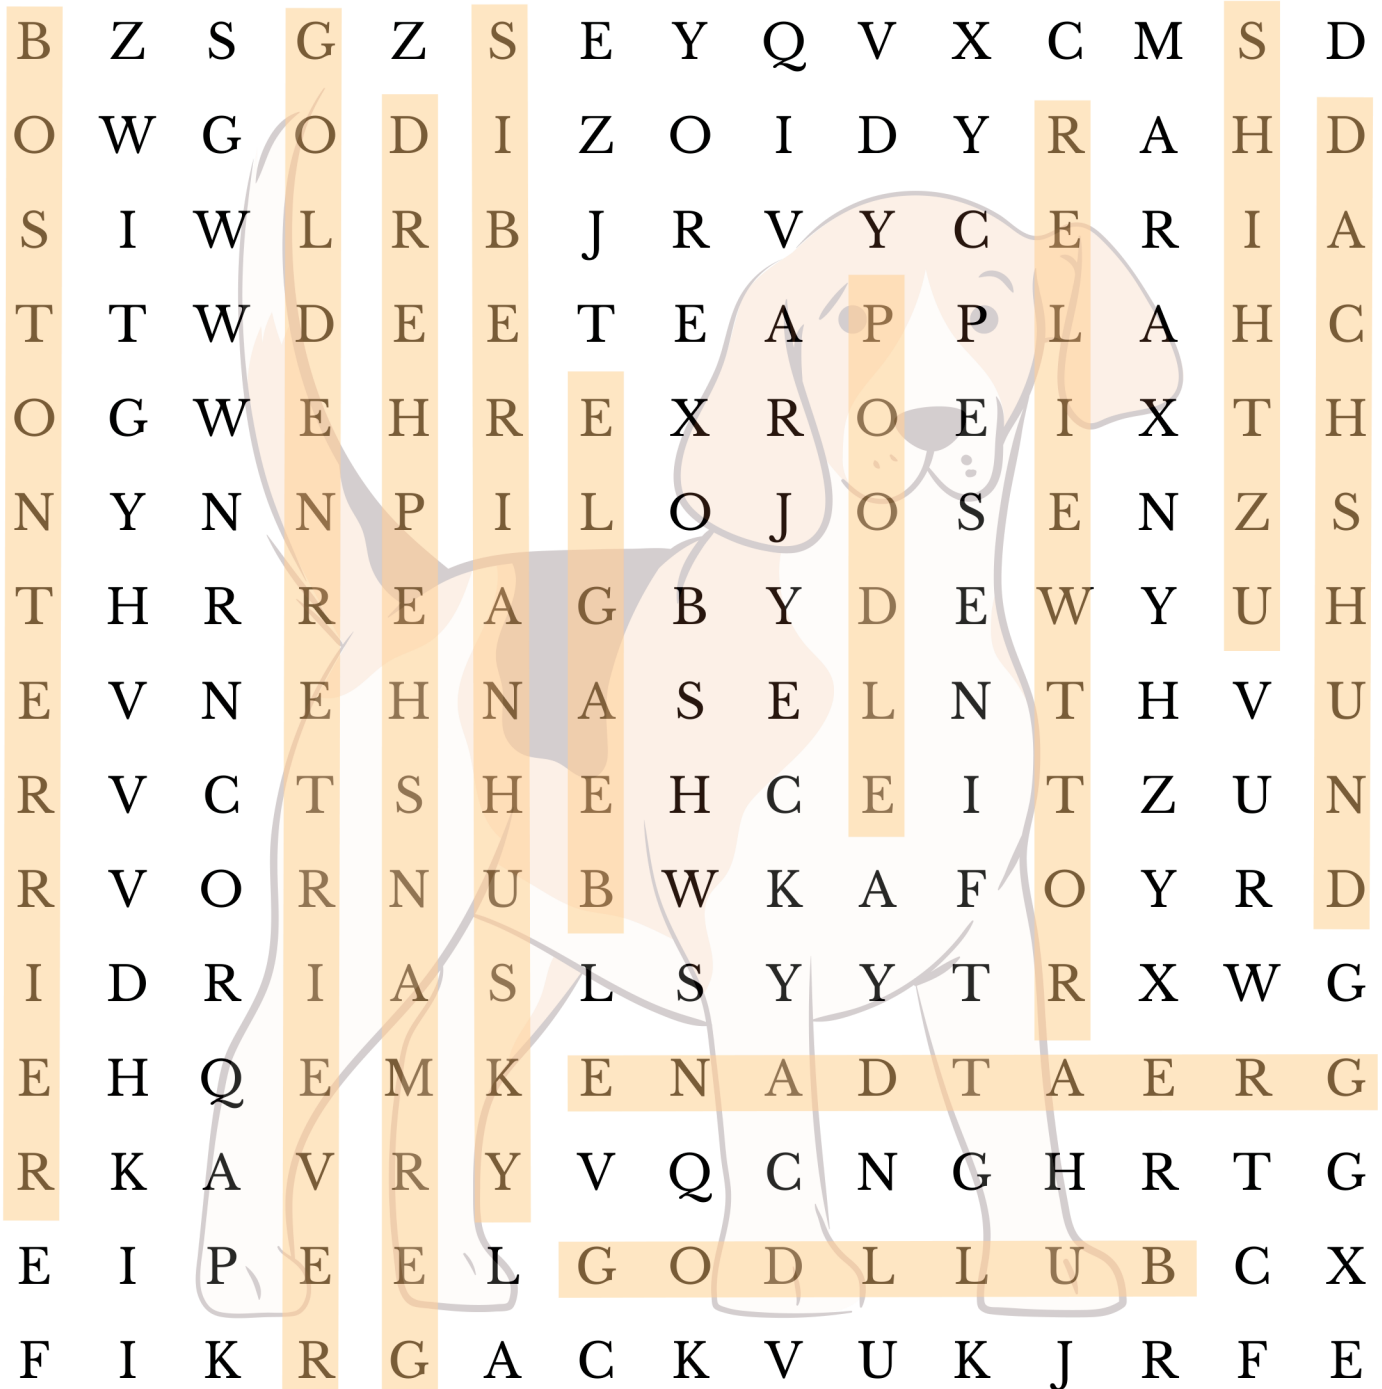 B Z S G Z S E Y Q V X C M S D
O W G O D I Z O I D Y R A H D
S I W L R B J R V Y C E R I A
T T W D E E T E A P P L A H C
O G W E H R E X R O E I X T H
N Y N N P I L O J O S E N Z S
T H R R E A G B Y D E W Y U H
E V N E H N A S E L N T H V U
R V C T S H E H C E I T Z U N
R V O R N U B W K A F O Y R D
I D R I A S L S Y Y T R X W G
E H Q E M K E N A D T A E R G
R K A V R Y V Q C N G H R T G
E I P E E L G O D L L U B C X
F I K R G A C K V U K J R F E